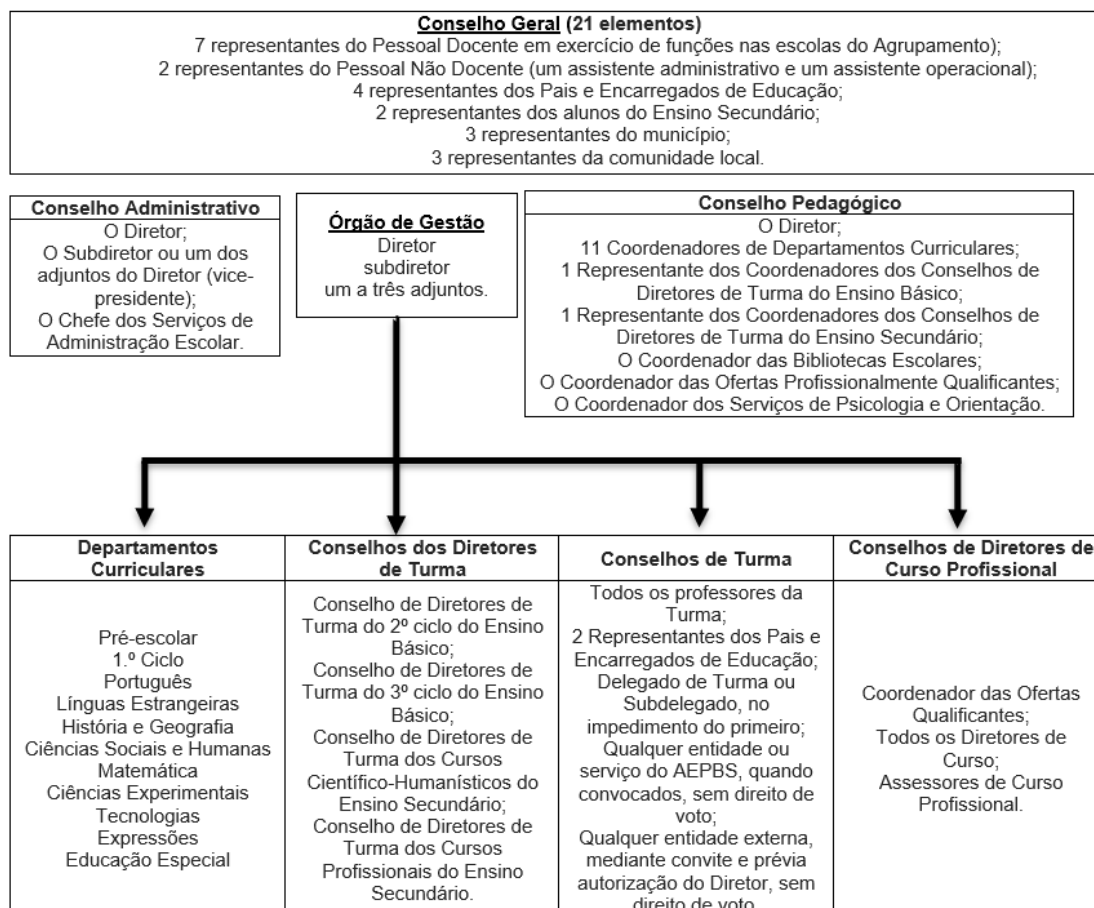 Conselho Geral (21 elementos)
7 representantes do Pessoal Docente em exercício de funções nas escolas do Agrupamento);
2 representantes do Pessoal Não Docente (um assistente administrativo e um assistente operacional);
4 representantes dos Pais e Encarregados de Educação;
2 representantes dos alunos do Ensino Secundário;
3 representantes do município;
3 representantes da comunidade local.
Conselho Administrativo
O Diretor;
O Subdiretor ou um dos
adjuntos do Diretor (vice-
presidente);
O Chefe dos Serviços de
Administração Escolar.
Órgão de Gestão
Diretor
subdiretor
um a três adjuntos.
Conselho Pedagógico
O Diretor;
11 Coordenadores de Departamentos Curriculares;
1 Representante dos Coordenadores dos Conselhos de
Diretores de Turma do Ensino Básico;
1 Representante dos Coordenadores dos Conselhos de
Diretores de Turma do Ensino Secundário;
O Coordenador das Bibliotecas Escolares;
O Coordenador das Ofertas Profissionalmente Qualificantes;
O Coordenador dos Serviços de Psicologia e Orientação.
Departamentos
Curriculares
Pré-escolar
1.º Ciclo
Português
Línguas Estrangeiras
História e Geografia
Ciências Sociais e Humanas
Matemática
Ciências Experimentais
Tecnologias
Expressões
Educação Especial
Conselhos dos Diretores
de Turma
Conselho de Diretores de
Turma do 2º ciclo do Ensino
Básico;
Conselho de Diretores de
Turma do 3º ciclo do Ensino
Básico;
Conselho de Diretores de
Turma dos Cursos
Científico-Humanísticos do
Ensino Secundário;
Conselho de Diretores de
Turma dos Cursos
Profissionais do Ensino
Secundário.
Conselhos de Turma
Todos os professores da
Turma;
2 Representantes dos Pais e
Encarregados de Educação;
Delegado de Turma ou
Subdelegado, no
impedimento do primeiro;
Qualquer entidade ou
serviço do AEPBS, quando
convocados, sem direito de
voto;
Qualquer entidade externa,
mediante convite e prévia
autorização do Diretor, sem
direito de voto
Conselhos de Diretores de
Curso Profissional
Coordenador das Ofertas
Qualificantes;
Todos os Diretores de
Curso;
Assessores de Curso
Profissional.